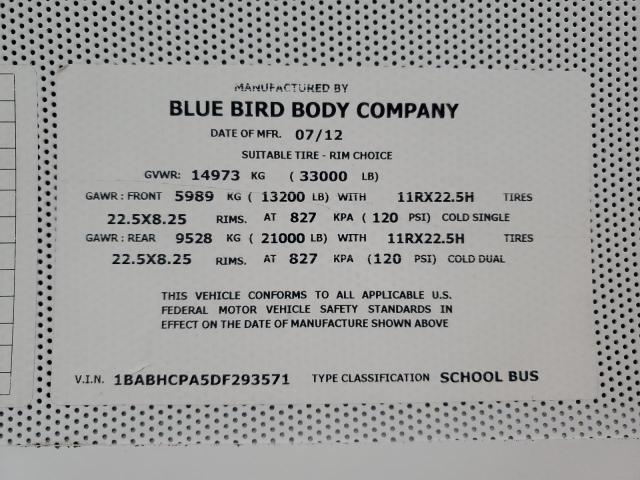 MANUFACTURED BY
BLUE BIRD BODY COMPANY
DATE OF MFR. 07/12
SUITABLE TIRE - RIM CHOICE
GVWR: 14973 KG ( 33000 LB)
GAWR : FRONT 5989 KG ( 13200 LB) WITH 11RX22.5H TIRES
22.5X8.25 RIMS. AT 827 KPA ( 120 PSI) COLD SINGLE
GAWR : REAR 9528 KG ( 21000 LB) WITH 11RX22.5H TIRES
22.5X8.25 RIMS. AT 827 KPA (120 PSI) COLD DUAL
THIS VEHICLE CONFORMS TO ALL APPLICABLE U.S.
FEDERAL MOTOR VEHICLE SAFETY STANDARDS IN
EFFECT ON THE DATE OF MANUFACTURE SHOWN ABOVE
V.I.N. 1BABHCPA5DF293571 TYPE CLASSIFICATION SCHOOL BUS